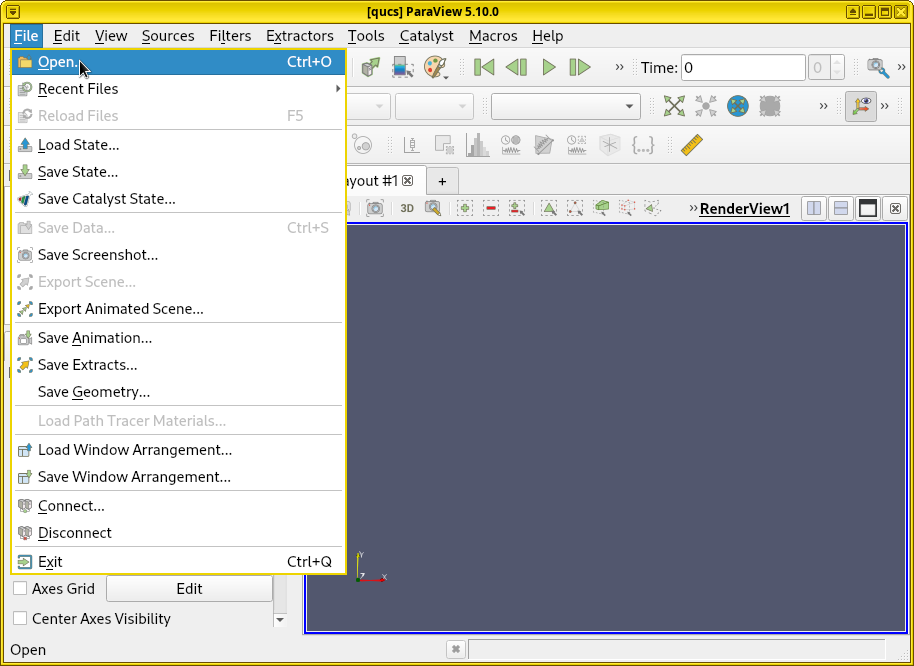 [qucs] ParaView 5.10.0
File Edit View Sources Filters Extractors Tools Catalyst Macros Help
Open... Ctrl+O
Time: 0 0
Recent Files
Reload Files F5
Load State...
Save State...
ayout #1 +
Save Catalyst State...
3D RenderView1
Save Data... Ctrl+S
Save Screenshot...
Export Scene...
Export Animated Scene...
Save Animation...
Save Extracts...
Save Geometry...
Load Path Tracer Materials...
Load Window Arrangement...
Save Window Arrangement...
Connect...
Disconnect
Exit Ctrl+Q
Y
Z X
Axes Grid Edit
Center Axes Visibility
Open